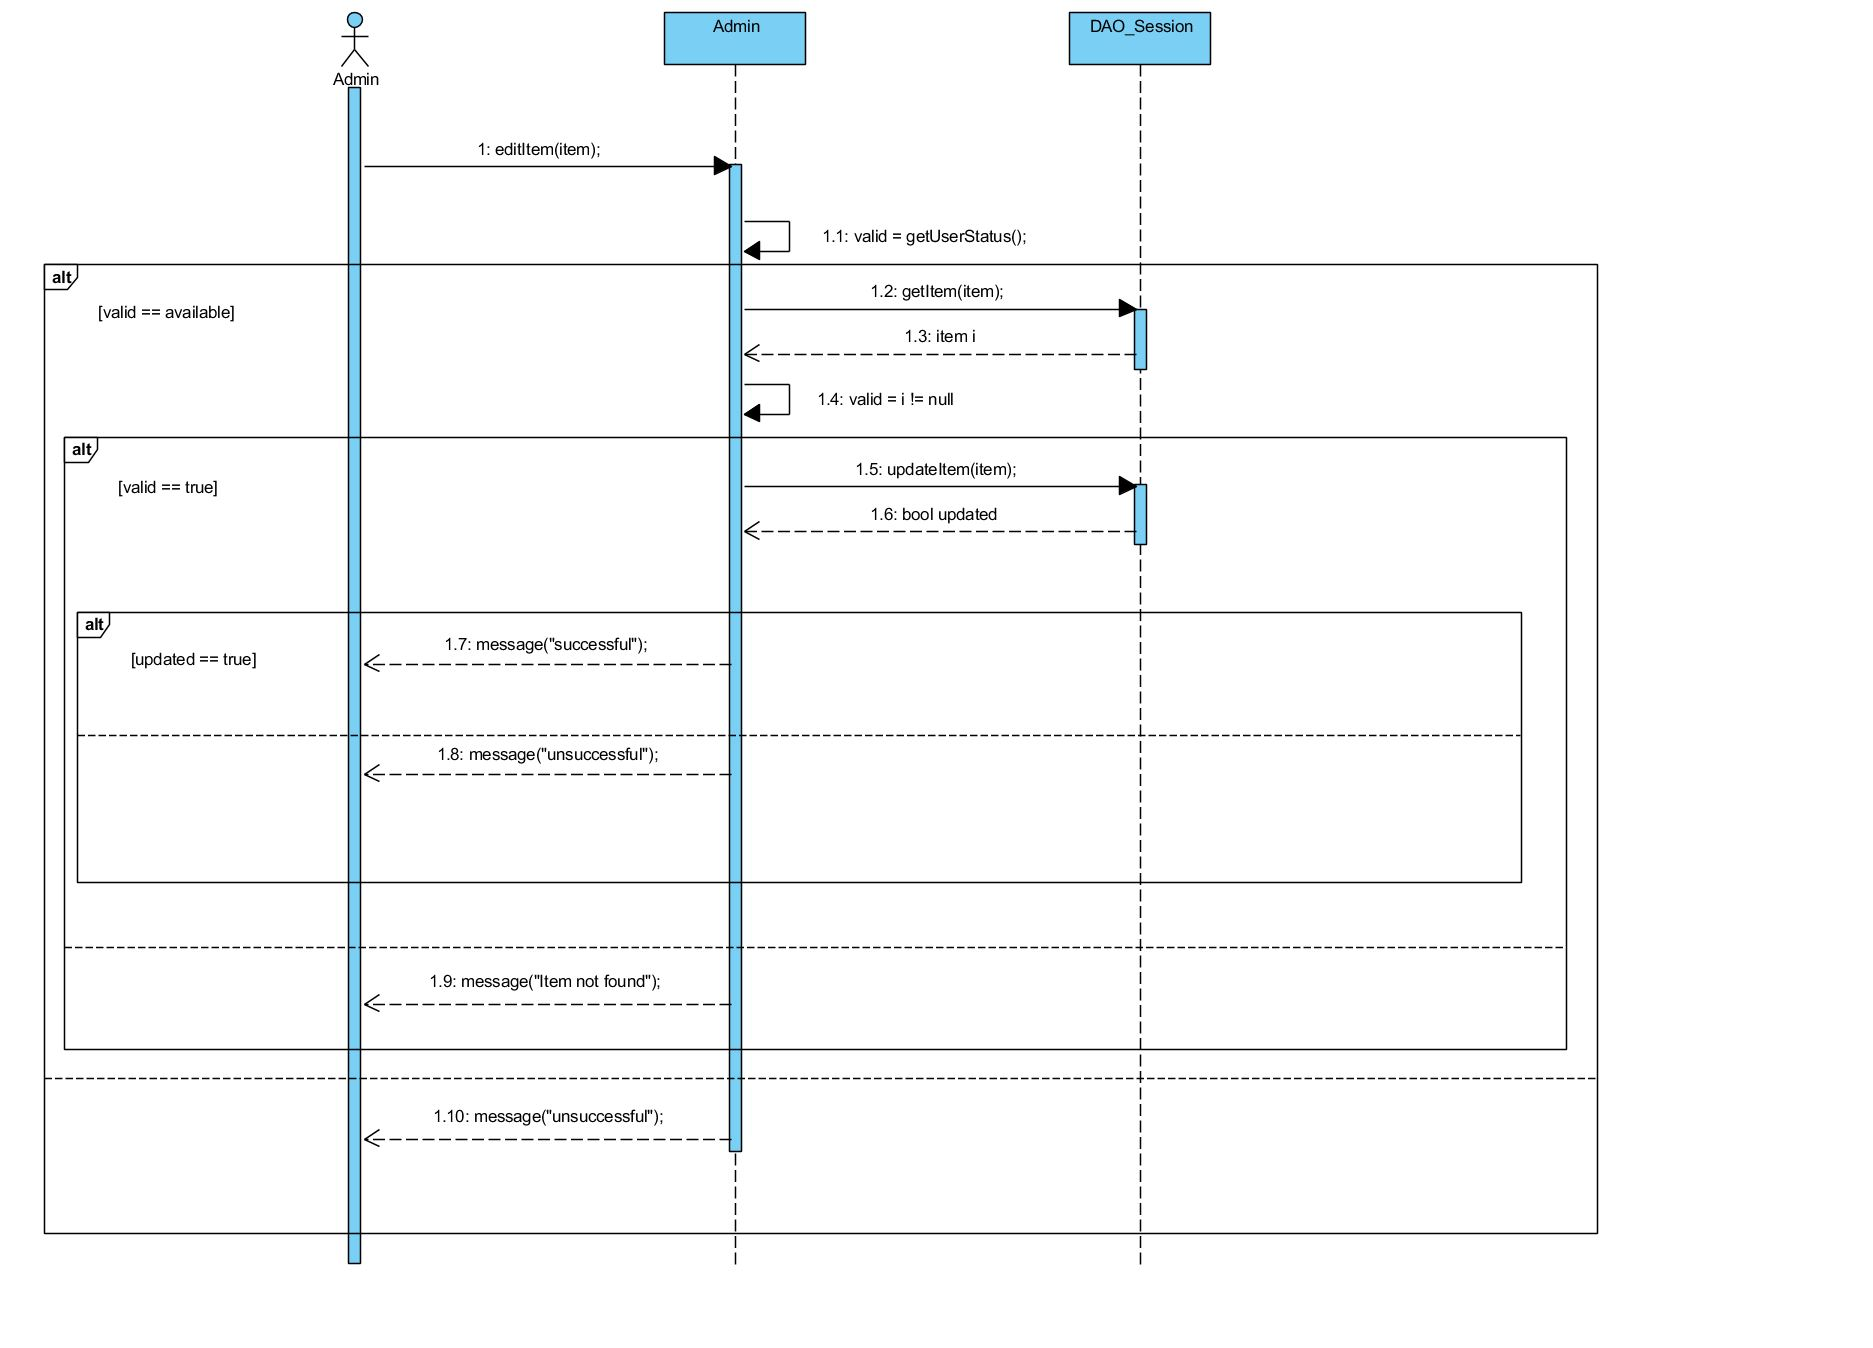 Admin
Admin
DAO_Session
1: editItem(item);
1.1: valid = getUserStatus();
alt
[valid == available]
1.2: getItem(item);
1.3: item i
1.4: valid = i != null
alt
[valid == true]
1.5: updateItem(item);
1.6: bool updated
alt
[updated == true]
1.7: message("successful");
1.8: message("unsuccessful");
1.9: message("Item not found");
1.10: message("unsuccessful");